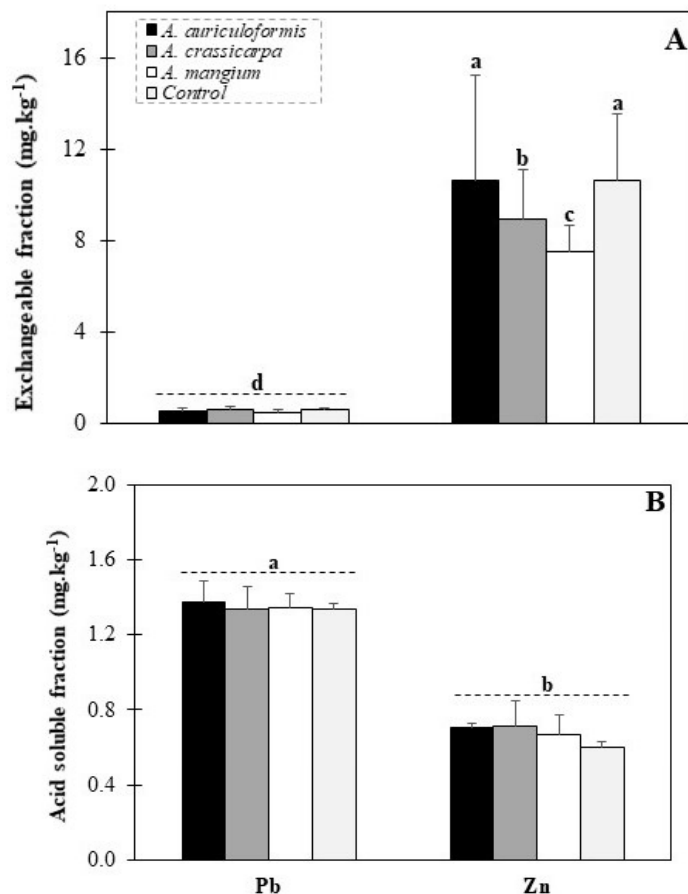 A. auriculoformis
A. crassicarpa
A. mangium
Control
A
Exchangeable fraction (mg.kg⁻¹)
16
12
8
4
0
a
b
c
a
d
B
Acid soluble fraction (mg.kg⁻¹)
2.0
1.6
1.2
0.8
0.4
0.0
a
b
Pb
Zn